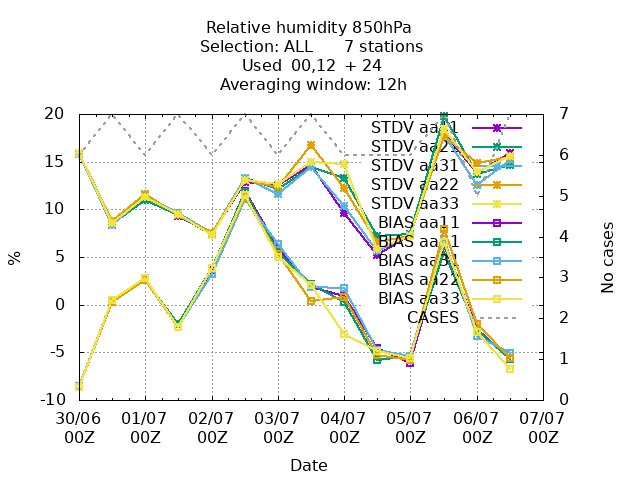 Relative humidity 850hPa
Selection: ALL 7 stations
Used 00,12 + 24
Averaging window: 12h
20
15
10
5
0
-5
-10
%
7
6
5
4
3
2
1
0
No cases
STDV aa11
STDV aa21
STDV aa31
STDV aa22
STDV aa33
BIAS aa11
BIAS aa21
BIAS aa31
BIAS aa22
BIAS aa33
CASES
30/06 01/07 02/07 03/07 04/07 05/07 06/07 07/07
00Z 00Z 00Z 00Z 00Z 00Z 00Z 00Z
Date